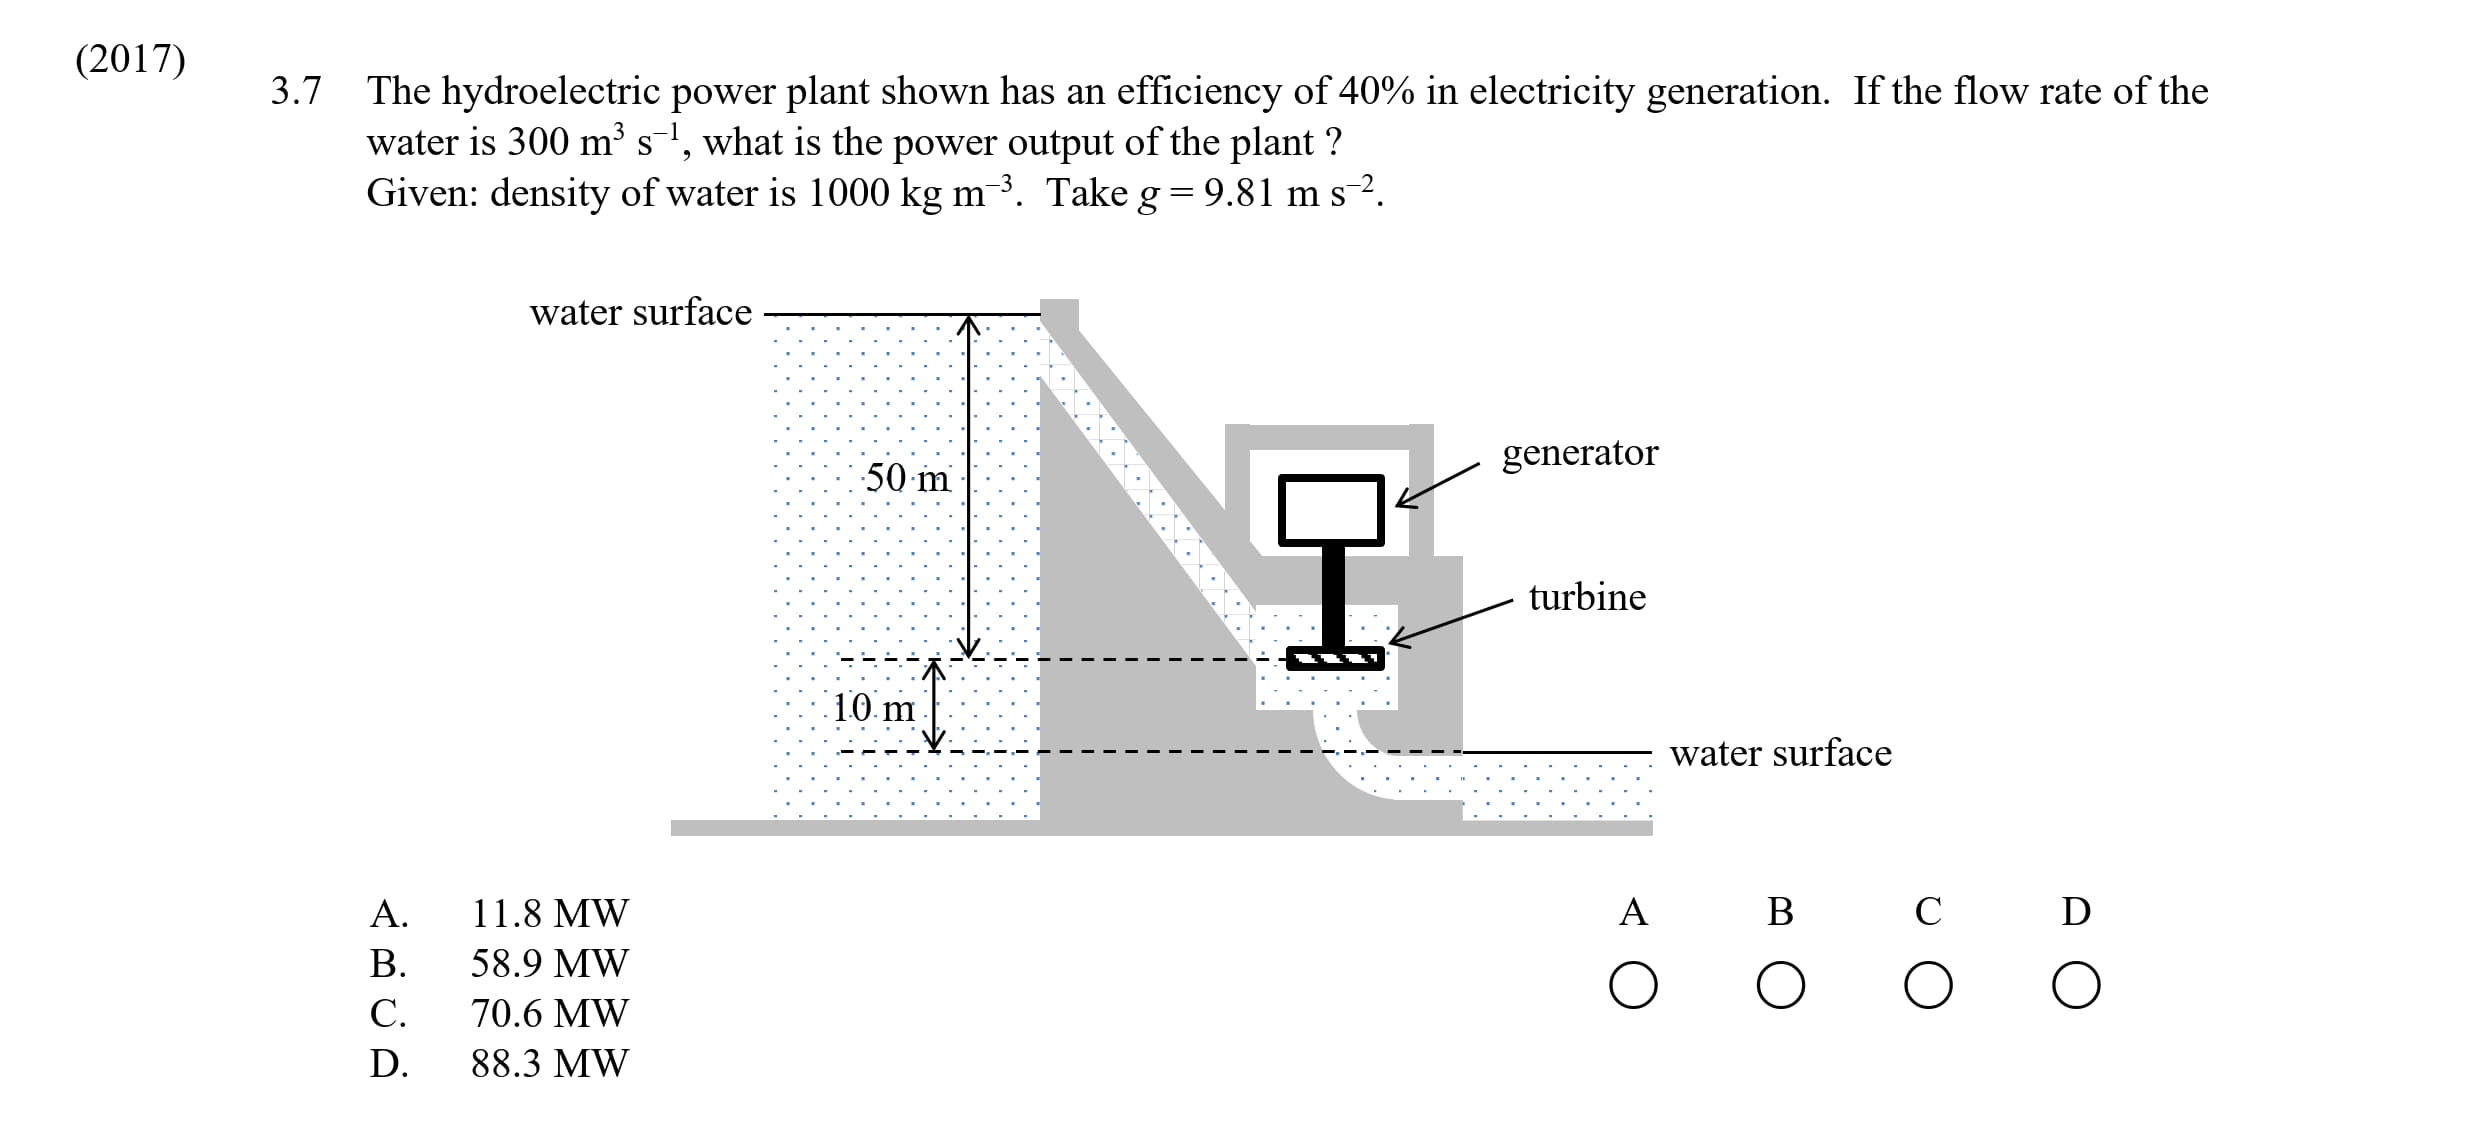 (2017)
3.7 The hydroelectric power plant shown has an efficiency of 40% in electricity generation. If the flow rate of the
water is 300 m³ s⁻¹, what is the power output of the plant ?
Given: density of water is 1000 kg m⁻³. Take g = 9.81 m s⁻².
water surface
50 m
generator
turbine
10 m
water surface
A. 11.8 MW
B. 58.9 MW
C. 70.6 MW
D. 88.3 MW
A B C D